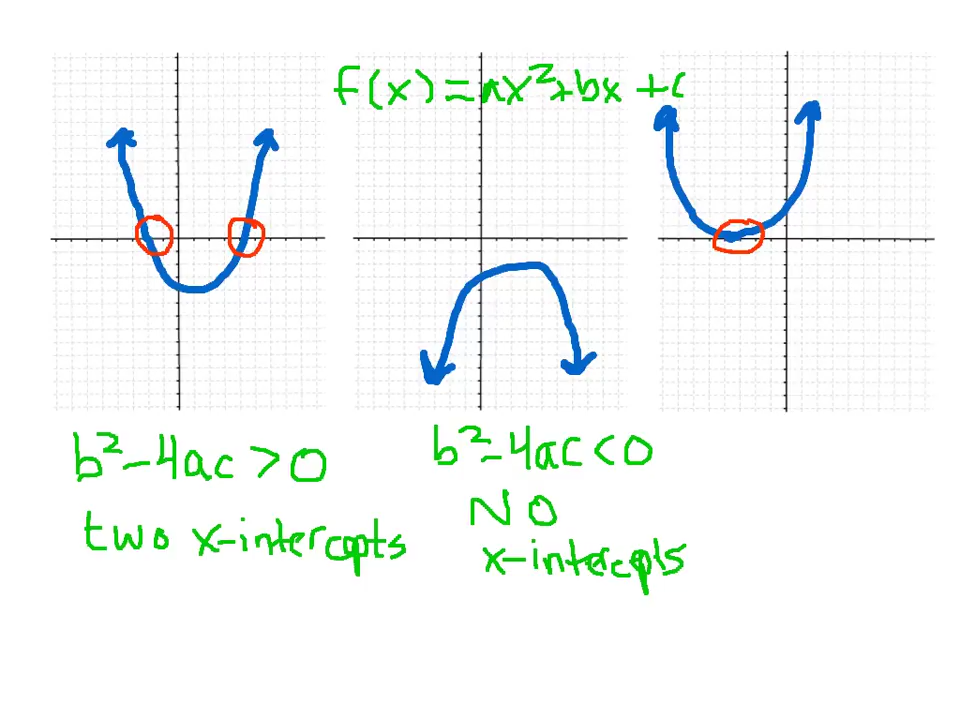 f(x)=ax²+bx+c
b²-4ac>0
two x-intercepts
b²-4ac<0
NO
x-intercepts